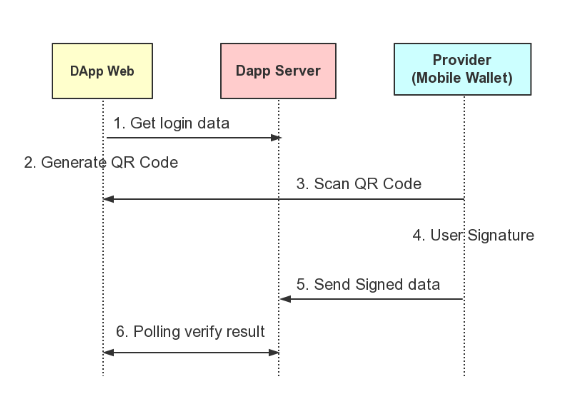 DApp Web
Dapp Server
Provider
(Mobile Wallet)
1. Get login data
2. Generate QR Code
3. Scan QR Code
4. User Signature
5. Send Signed data
6. Polling verify result